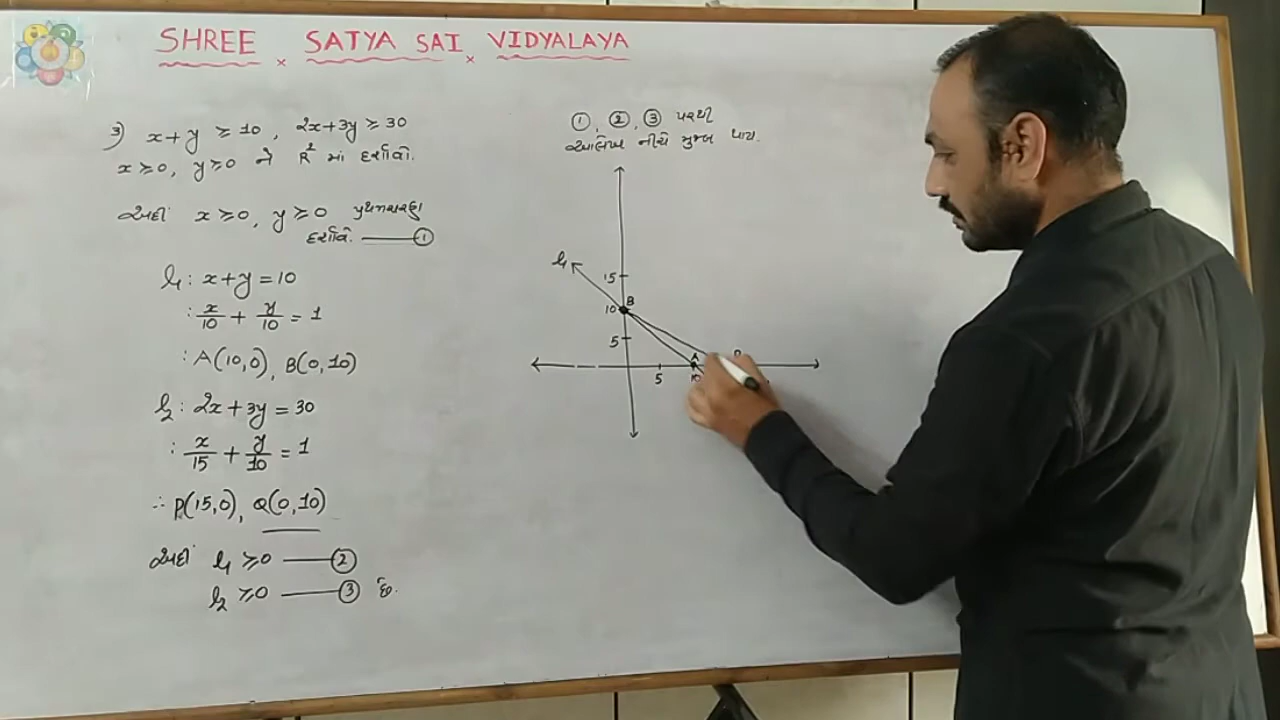 SHREE × SATYA SAI × VIDYALAYA
3) x+y ≥ 10 , 2x+3y ≥ 30
x ≥ 0, y ≥ 0 ને R² માં દર્શાવો.
અહીં x ≥ 0, y ≥ 0 પ્રથમચરણ
દર્શાવે. —— ①
l₁ : x+y = 10
: x/10 + y/10 = 1
: A(10,0), B(0,10)
l₂ : 2x+3y = 30
: x/15 + y/10 = 1
∴ P(15,0), Q(0,10)
અહીં l₁ ≥ 0 —— ②
l₂ ≥ 0 —— ③ છે.
①, ②, ③ પરથી
આલેખ નીચે મુજબ થાય.
l₁
15
10 B
5
A
5 10